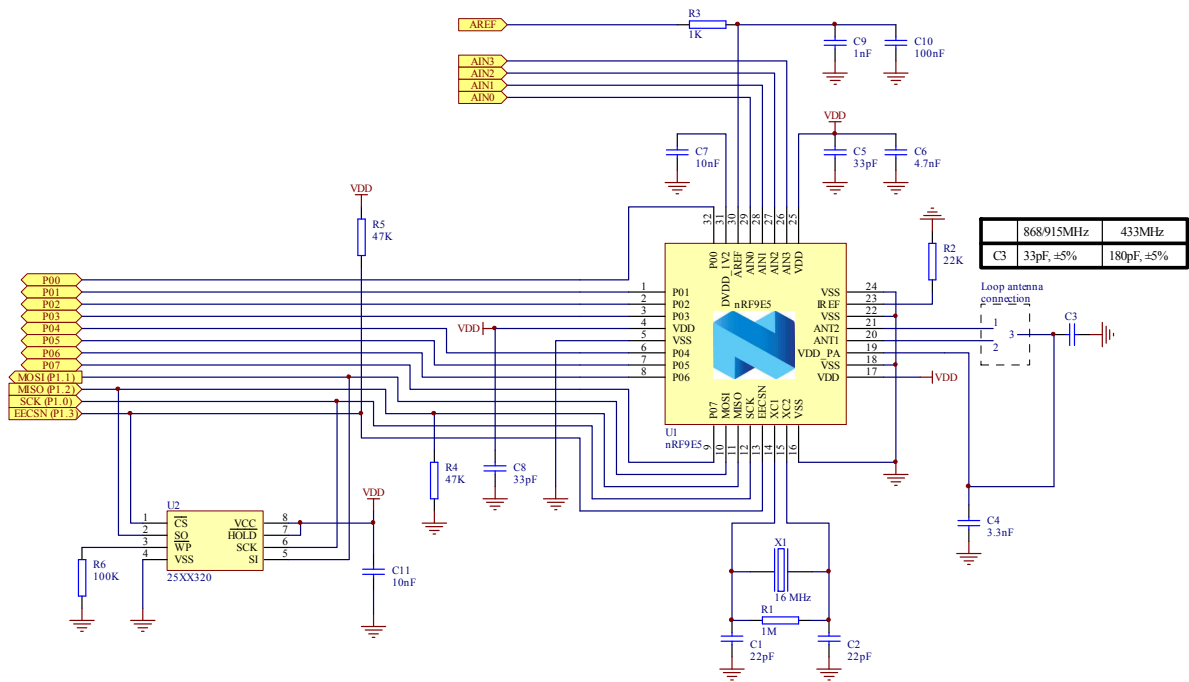 AREF
R3
1K
C9
1nF
C10
100nF
AIN3
AIN2
AIN1
AIN0
VDD
C7
10nF
C5
33pF
C6
4.7nF
VDD
R5
47K
32
31
30
29
28
27
26
25
P00
DVDD_1V2
AREF
AIN0
AIN1
AIN2
AIN3
VDD
R2
22K
868/915MHz
433MHz
C3
33pF, ±5%
180pF, ±5%
Loop antenna
connection
1
2
3
C3
P00
P01
P02
P03
P04
P05
P06
P07
MOSI (P1.1)
MISO (P1.2)
SCK (P1.0)
EECSN (P1.3)
VDD
1
2
3
4
5
6
7
8
P01
P02
P03
VDD
VSS
P04
P05
P06
nRF9E5
VSS
IREF
VSS
ANT2
ANT1
VDD_PA
VSS
VDD
24
23
22
21
20
19
18
17
VDD
P07
MOSI
MISO
SCK
EECSN
XC1
XC2
VSS
9
10
11
12
13
14
15
16
U1
nRF9E5
R4
47K
C8
33pF
VDD
U2
1
2
3
4
CS
SO
WP
VSS
VCC
HOLD
SCK
SI
8
7
6
5
25XX320
R6
100K
C11
10nF
C4
3.3nF
X1
16 MHz
R1
1M
C1
22pF
C2
22pF